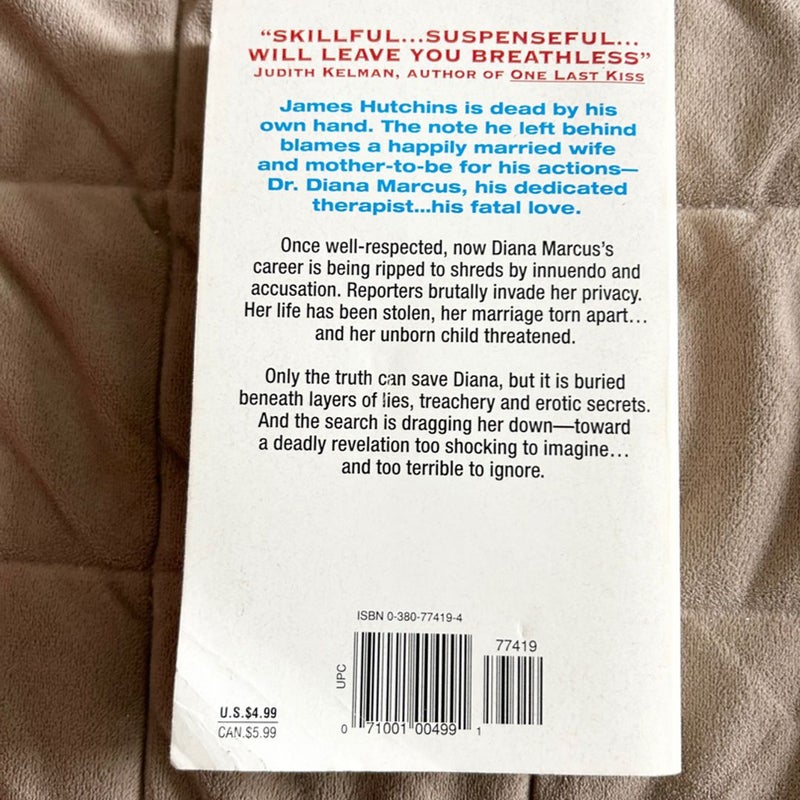 “SKILLFUL...SUSPENSEFUL...
WILL LEAVE YOU BREATHLESS”
JUDITH KELMAN, AUTHOR OF ONE LAST KISS
James Hutchins is dead by his
own hand. The note he left behind
blames a happily married wife
and mother-to-be for his actions—
Dr. Diana Marcus, his dedicated
therapist...his fatal love.
Once well-respected, now Diana Marcus's
career is being ripped to shreds by innuendo and
accusation. Reporters brutally invade her privacy.
Her life has been stolen, her marriage torn apart...
and her unborn child threatened.
Only the truth can save Diana, but it is buried
beneath layers of lies, treachery and erotic secrets.
And the search is dragging her down—toward
a deadly revelation too shocking to imagine...
and too terrible to ignore.
ISBN 0-380-77419-4
77419
UPC
U.S.$4.99
CAN.$5.99
0 71001 00499 1